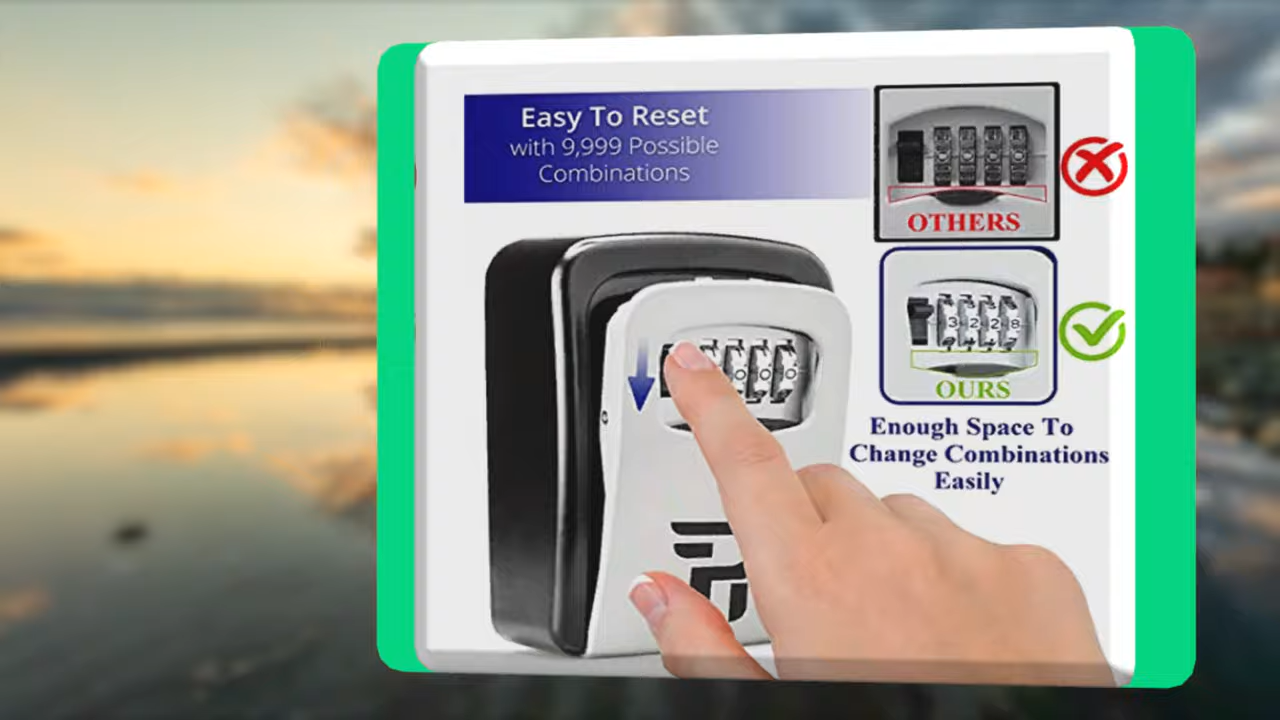 Easy To Reset
with 9,999 Possible
Combinations
OTHERS
3228
OURS
Enough Space To
Change Combinations
Easily